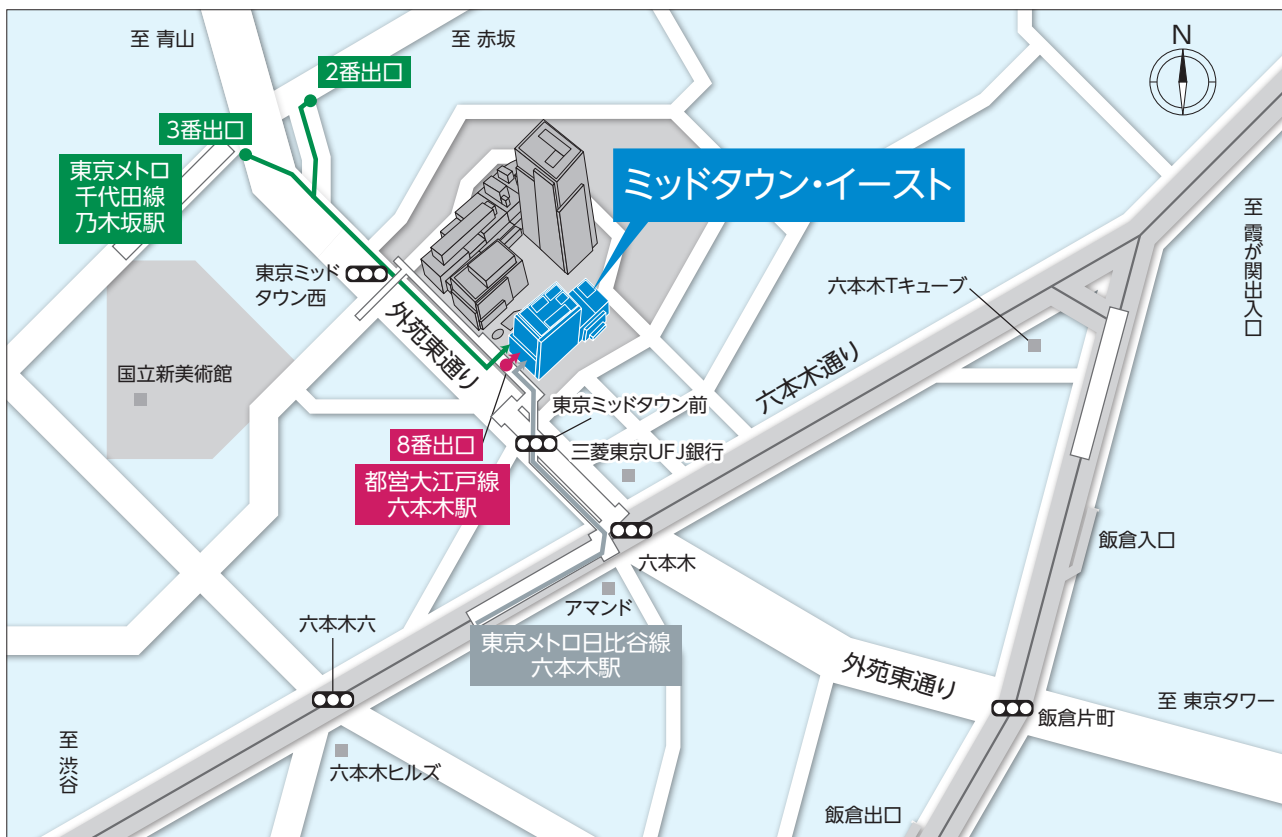 至 青山
至 赤坂
N
2番出口
3番出口
東京メトロ
千代田線
乃木坂駅
ミッドタウン・イースト
至 霞が関出入口
東京ミッド
タウン西
六本木Tキューブ
外苑東通り
六本木通り
国立新美術館
東京ミッドタウン前
8番出口
三菱東京UFJ銀行
都営大江戸線
六本木駅
飯倉入口
六本木
アマンド
六本木六
東京メトロ日比谷線
六本木駅
外苑東通り
至 東京タワー
飯倉片町
至 渋谷
六本木ヒルズ
飯倉出口